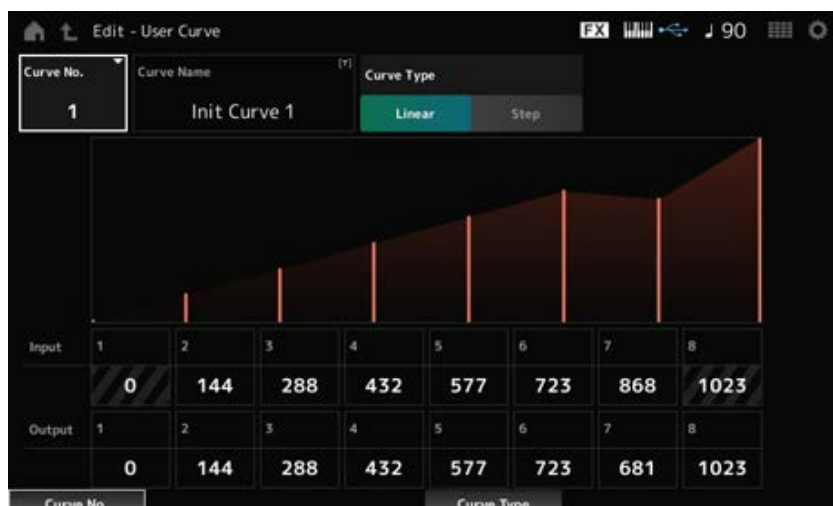 Edit - User Curve FX 90
Curve No. Curve Name [T] Curve Type
1 Init Curve 1 Linear Step
Input 1 2 3 4 5 6 7 8
0 144 288 432 577 723 868 1023
Output 1 2 3 4 5 6 7 8
0 144 288 432 577 723 681 1023
Curve No. Curve Type